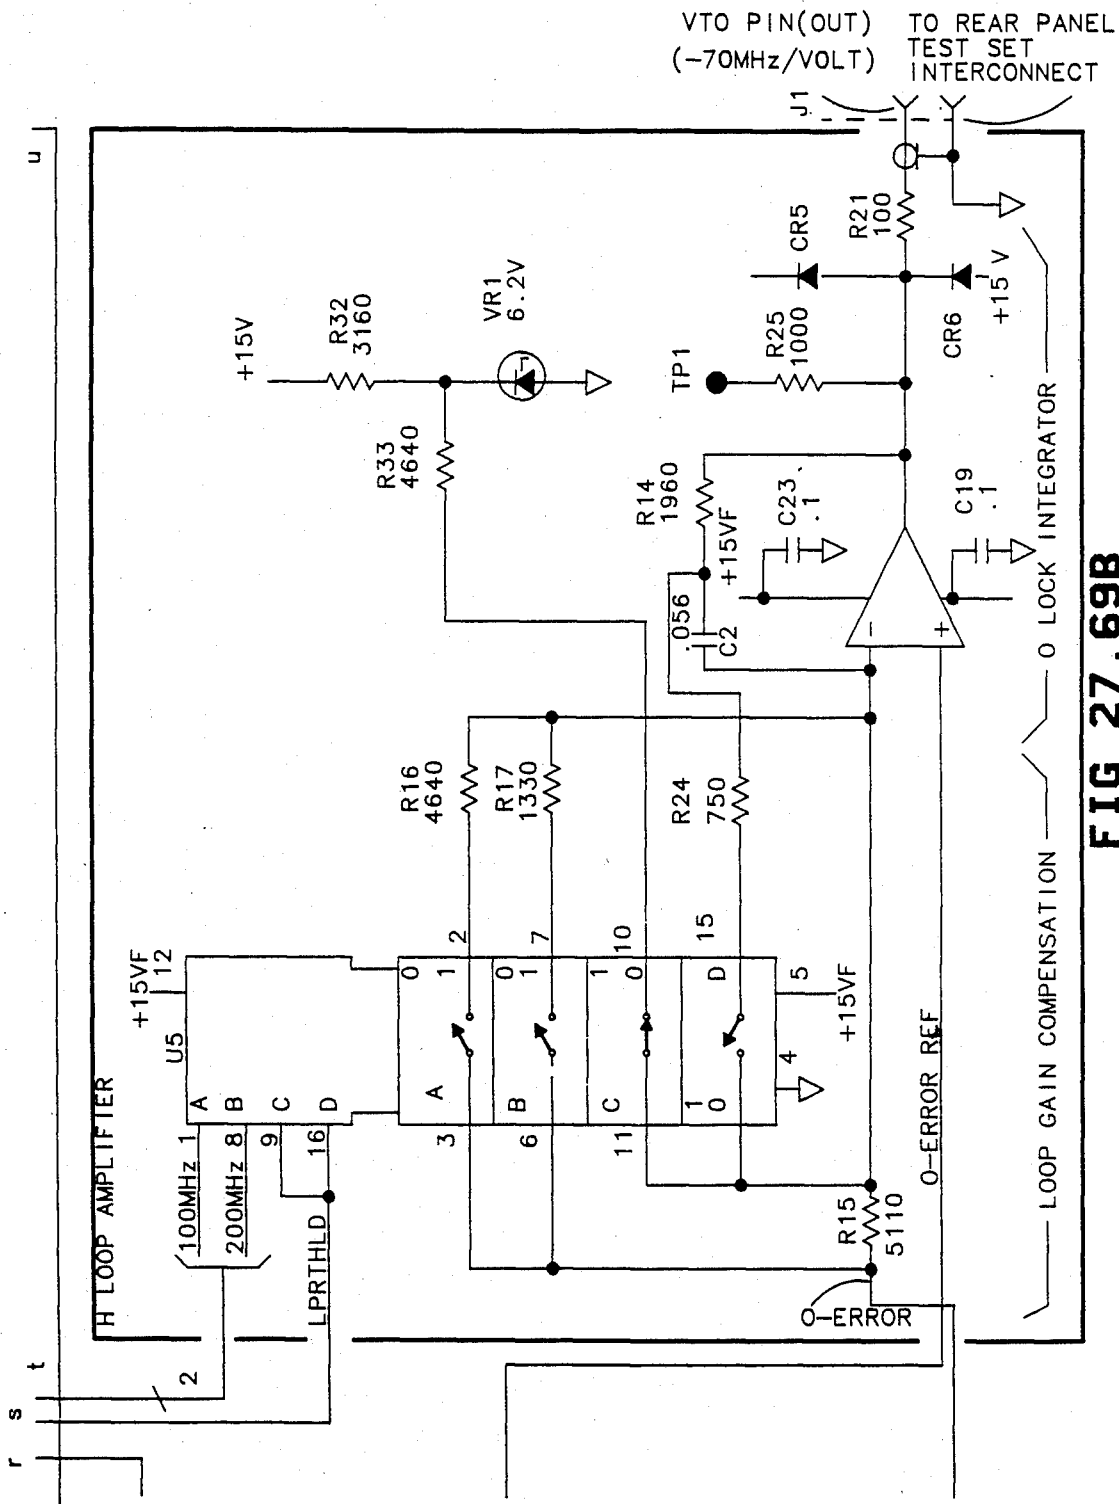 VTO PIN(OUT)
(-70MHz/VOLT)
TO REAR PANEL
TEST SET
INTERCONNECT
J1
u
R21
100
CR5
+15 V
CR6
VR1
6.2V
R32
3160
+15V
R25
1000
TP1
R33
4640
R14
1960
+15VF
C23
.1
C19
.1
.056
C2
-
+
O LOCK INTEGRATOR
FIG 27.69B
R16
4640
R17
1330
R24
750
2
7
10
15
+15VF
12
U5
0
1
0
1
1
0
D
5
+15VF
A
B
C
D
A
B
C
1
0
4
3
6
11
1
8
9
16
100MHz
200MHz
LPRTHLD
H LOOP AMPLIFIER
O-ERROR REF
R15
5110
O-ERROR
LOOP GAIN COMPENSATION
2
t
s
r